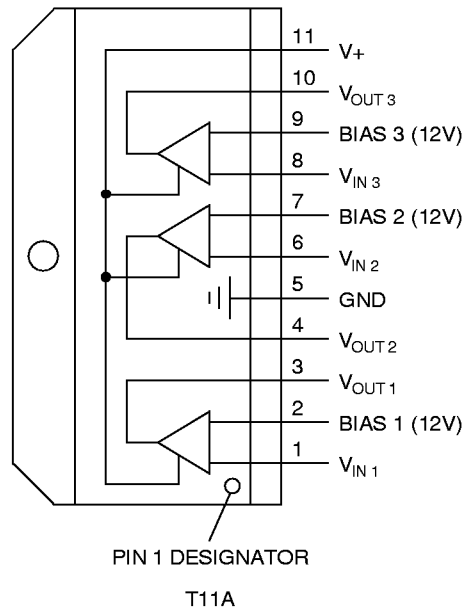 11 V+
10 VOUT 3
9 BIAS 3 (12V)
8 VIN 3
7 BIAS 2 (12V)
6 VIN 2
5 GND
4 VOUT 2
3 VOUT 1
2 BIAS 1 (12V)
1 VIN 1
PIN 1 DESIGNATOR
T11A